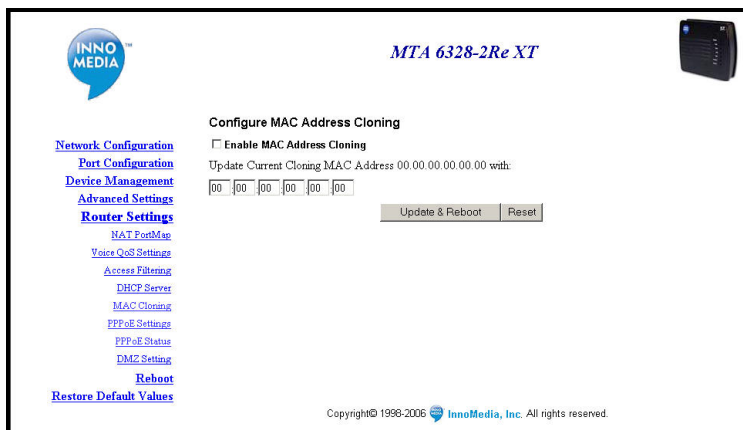 INNO MEDIA ™
MTA 6328-2Re XT
Configure MAC Address Cloning
Enable MAC Address Cloning
Update Current Cloning MAC Address 00.00.00.00.00.00 with:
00 :00 :00 :00 :00 :00
Update & Reboot Reset
Network Configuration
Port Configuration
Device Management
Advanced Settings
Router Settings
NAT PortMap
Voice QoS Settings
Access Filtering
DHCP Server
MAC Cloning
PPPoE Settings
PPPoE Status
DMZ Setting
Reboot
Restore Default Values
Copyright© 1998-2006 InnoMedia, Inc. All rights reserved.